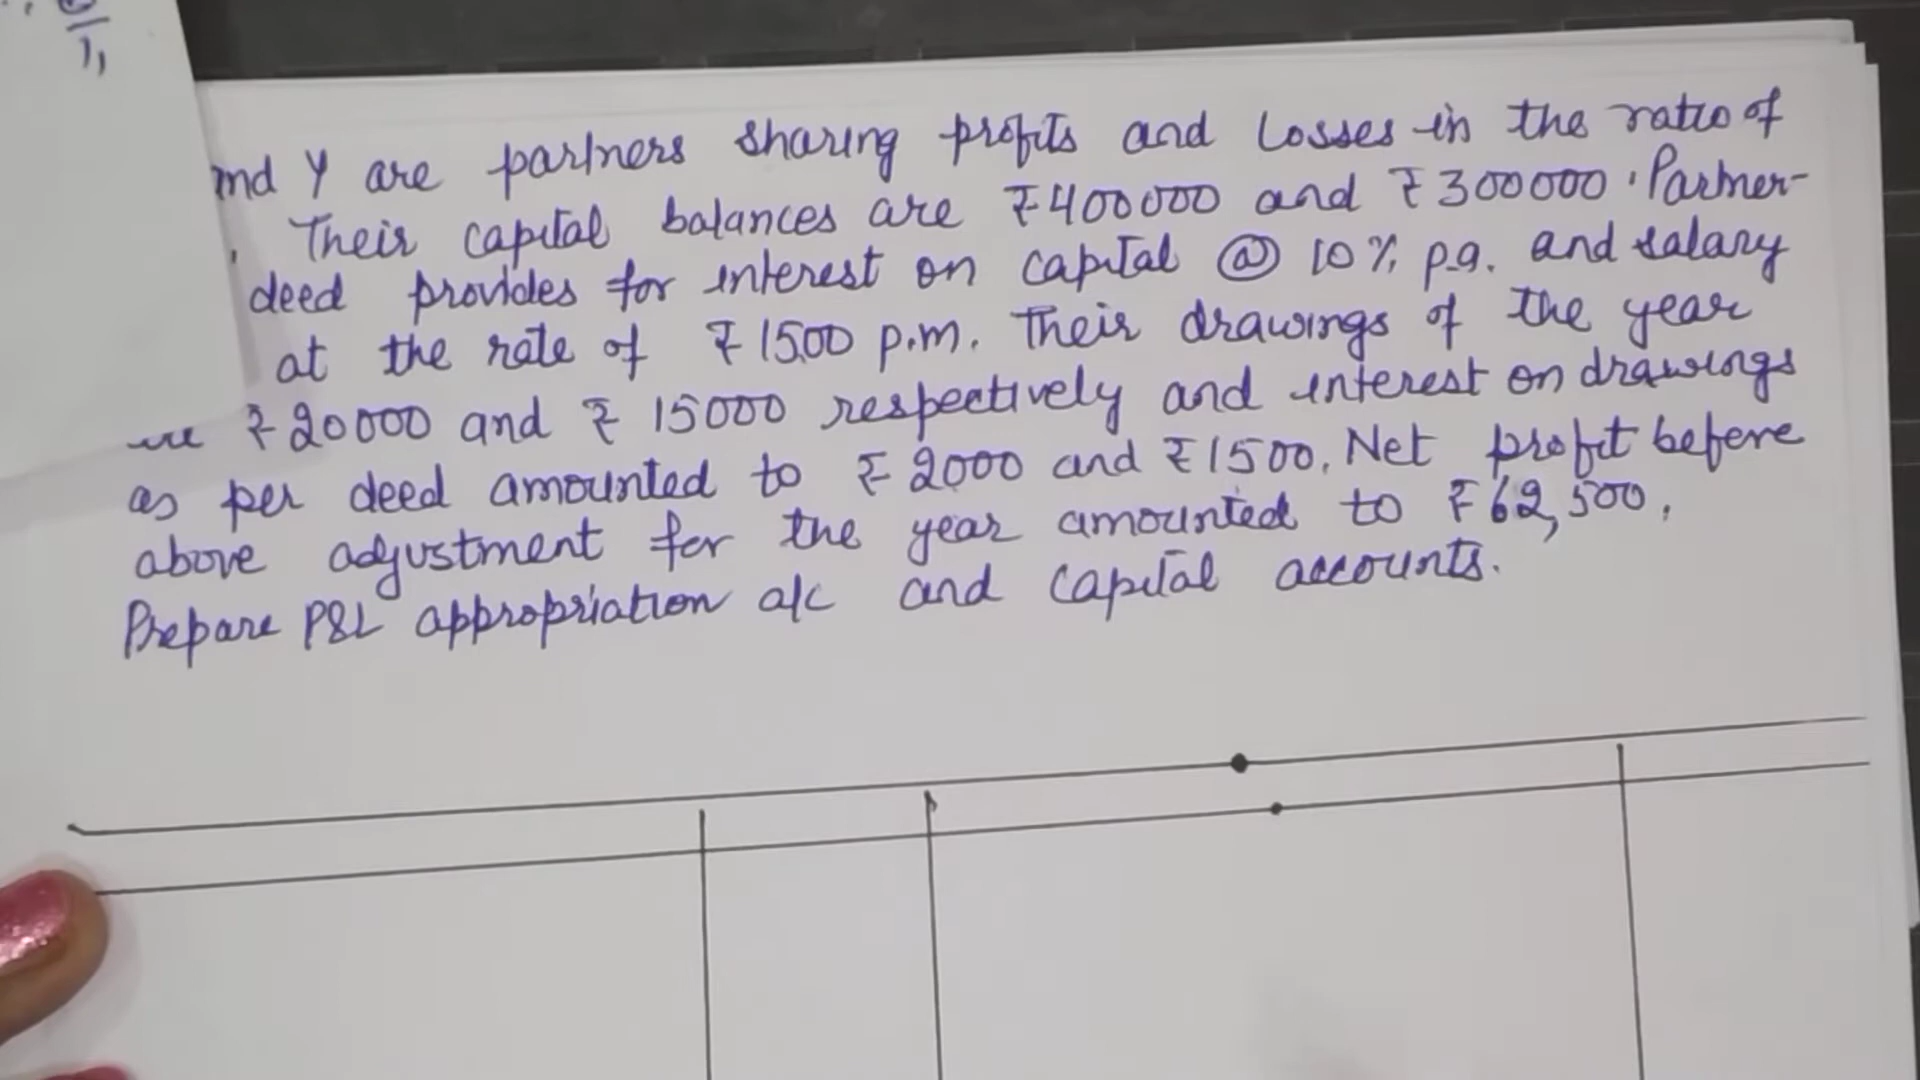 and Y are partners sharing profits and Losses in the ratio of
. Their capital balances are ₹400000 and ₹300000. Partner-
deed provides for interest on capital @ 10% p.a. and salary
at the rate of ₹1500 p.m. Their drawings of the year
₹20000 and ₹ 15000 respectively and interest on drawings
as per deed amounted to ₹2000 and ₹1500. Net profit before
above adjustment for the year amounted to ₹62,500.
Prepare P&L appropriation a/c and capital accounts.